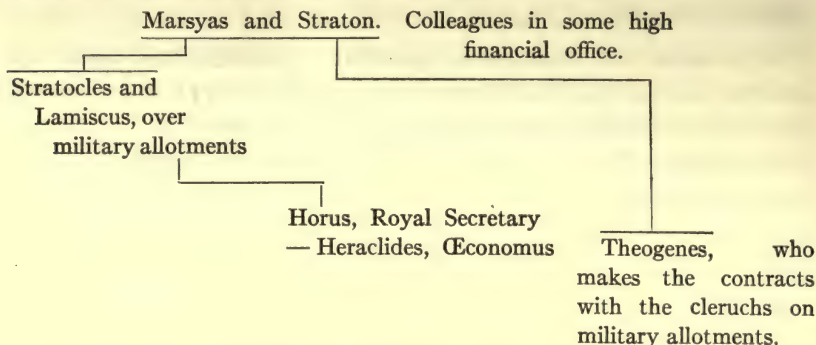 Marsyas and Straton. Colleagues in some high
financial office.
Stratocles and
Lamiscus, over
military allotments
Horus, Royal Secretary
— Heraclides, Œconomus
Theogenes, who
makes the contracts
with the cleruchs on
military allotments.